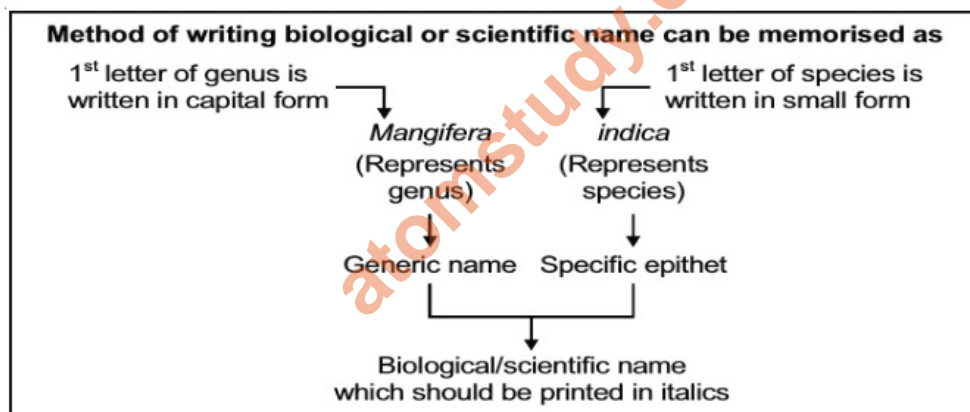 Method of writing biological or scientific name can be memorised as
1st letter of genus is
written in capital form
1st letter of species is
written in small form
Mangifera
(Represents
genus)
indica
(Represents
species)
Generic name
Specific epithet
Biological/scientific name
which should be printed in italics